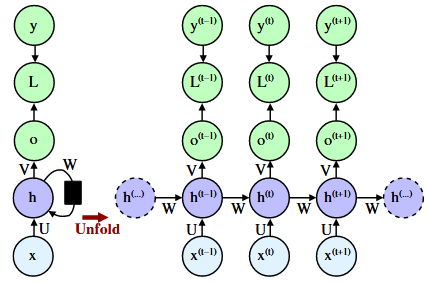 y y(t−1) y(t) y(t+1)
L L(t−1) L(t) L(t+1)
o o(t−1) o(t) o(t+1)
V W V V V
h h(...) h(t−1) h(t) h(t+1) h(...)
W W W W
U Unfold U U U
x x(t−1) x(t) x(t+1)